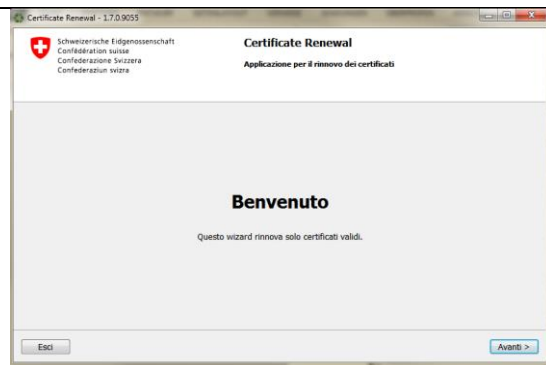 Certificate Renewal - 1.7.0.9055
Schweizerische Eidgenossenschaft
Confédération suisse
Confederazione Svizzera
Confederaziun svizra
Certificate Renewal
Applicazione per il rinnovo dei certificati
Benvenuto
Questo wizard rinnova solo certificati validi.
Esci
Avanti >